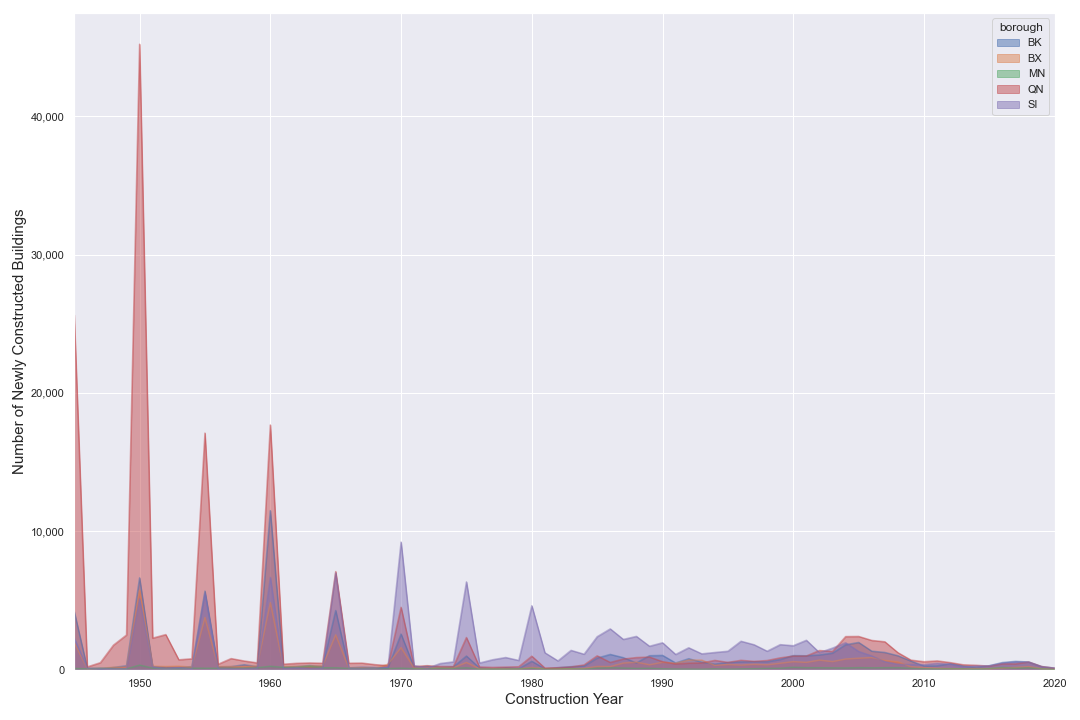 borough
BK
BX
MN
QN
SI
Number of Newly Constructed Buildings
40,000
30,000
20,000
10,000
0
1950
1960
1970
1980
1990
2000
2010
2020
Construction Year